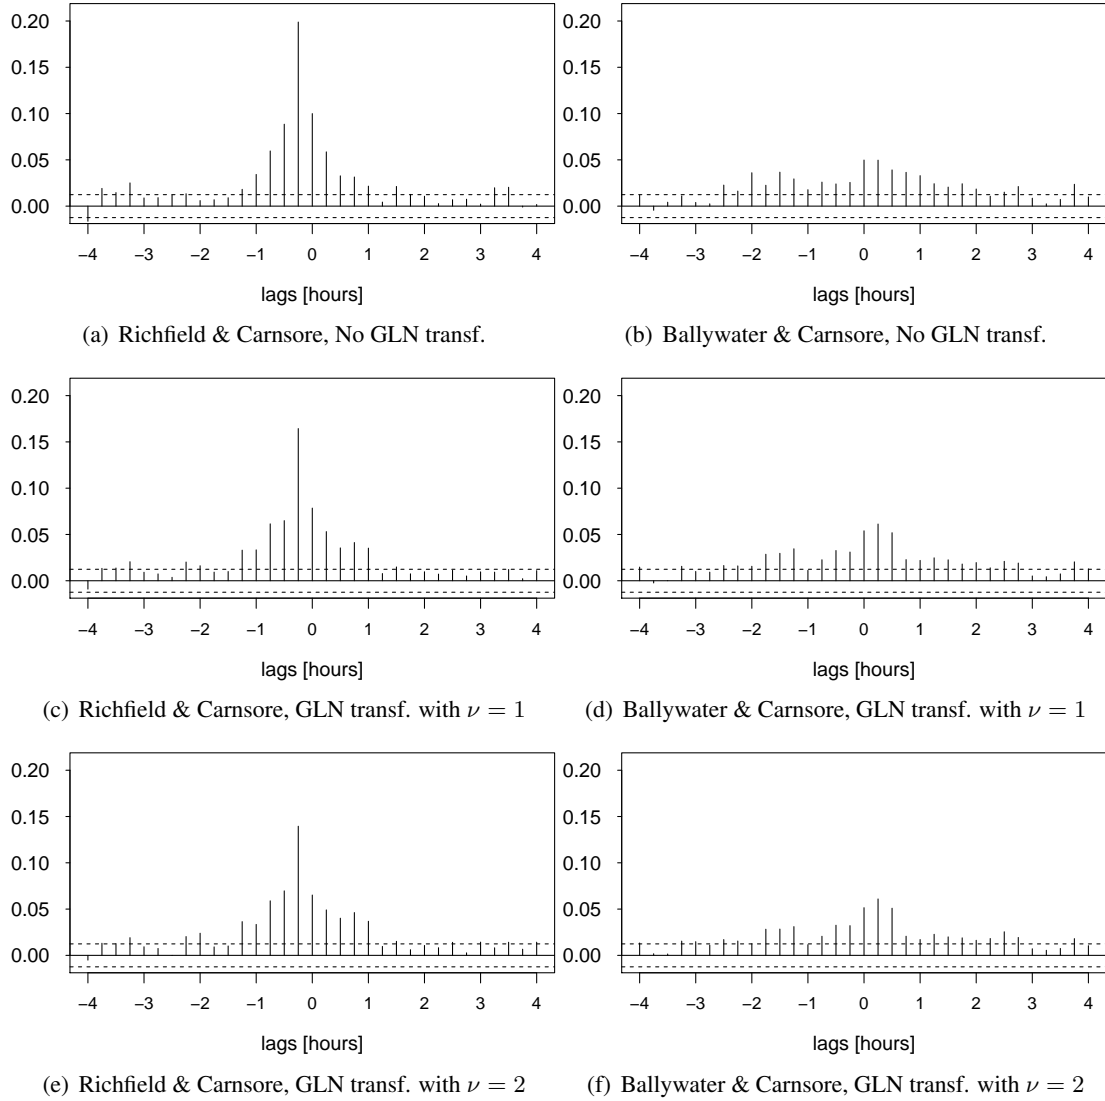 0.20
0.15
0.10
0.05
0.00
−4 −3 −2 −1 0 1 2 3 4
lags [hours]
(a) Richfield & Carnsore, No GLN transf.
0.20
0.15
0.10
0.05
0.00
−4 −3 −2 −1 0 1 2 3 4
lags [hours]
(b) Ballywater & Carnsore, No GLN transf.
0.20
0.15
0.10
0.05
0.00
−4 −3 −2 −1 0 1 2 3 4
lags [hours]
(c) Richfield & Carnsore, GLN transf. with ν = 1
0.20
0.15
0.10
0.05
0.00
−4 −3 −2 −1 0 1 2 3 4
lags [hours]
(d) Ballywater & Carnsore, GLN transf. with ν = 1
0.20
0.15
0.10
0.05
0.00
−4 −3 −2 −1 0 1 2 3 4
lags [hours]
(e) Richfield & Carnsore, GLN transf. with ν = 2
0.20
0.15
0.10
0.05
0.00
−4 −3 −2 −1 0 1 2 3 4
lags [hours]
(f) Ballywater & Carnsore, GLN transf. with ν = 2